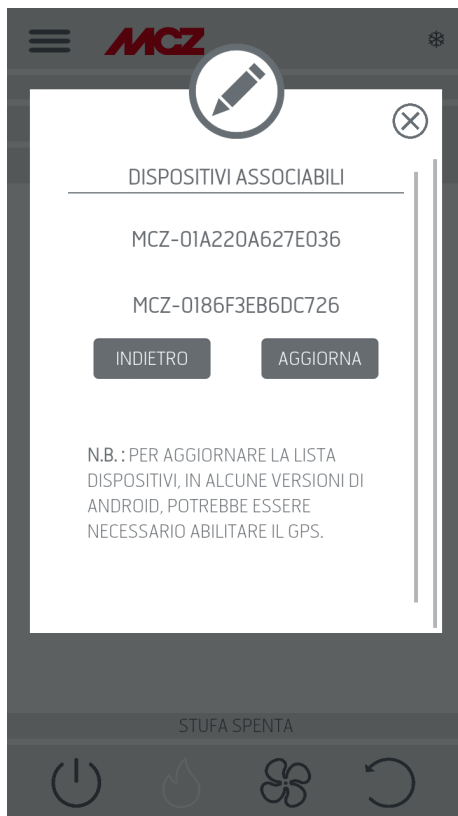 MCZ
DISPOSITIVI ASSOCIABILI
MCZ-01A220A627E036
MCZ-0186F3EB6DC726
INDIETRO
AGGIORNA
N.B. : PER AGGIORNARE LA LISTA
DISPOSITIVI, IN ALCUNE VERSIONI DI
ANDROID, POTREBBE ESSERE
NECESSARIO ABILITARE IL GPS.
STUFA SPENTA